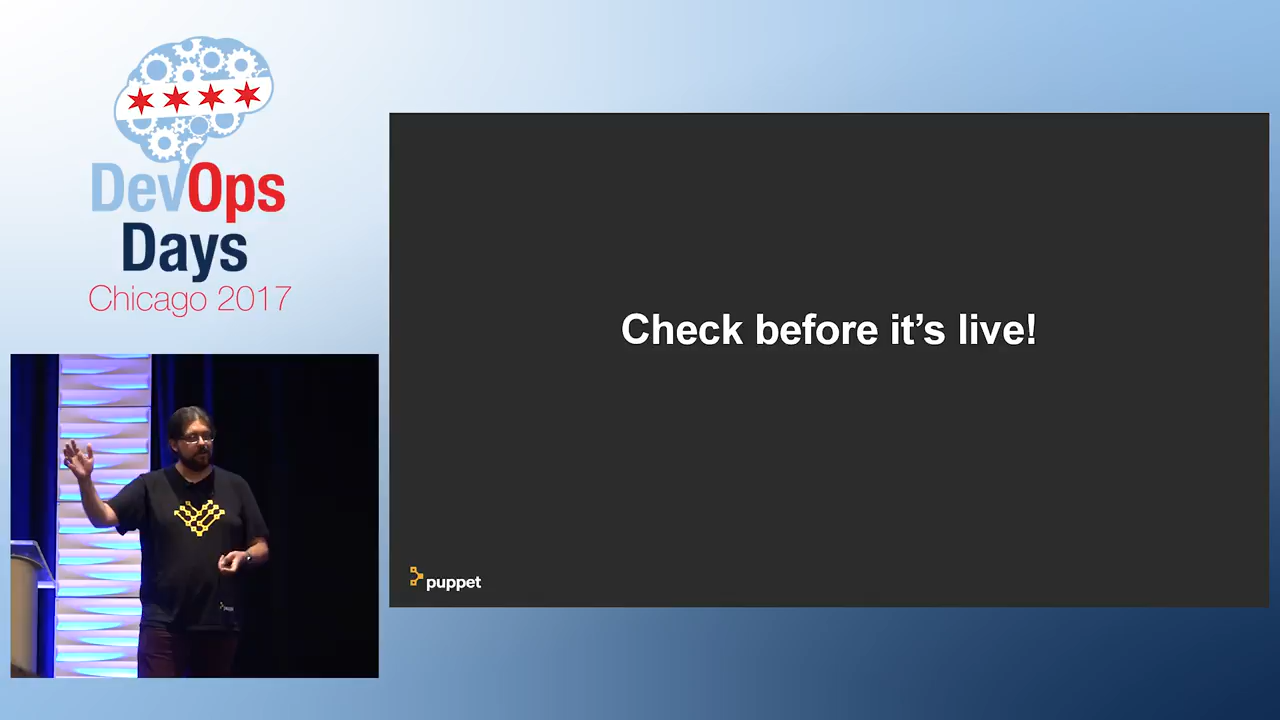 DevOps
Days
Chicago 2017
Check before it's live!
puppet